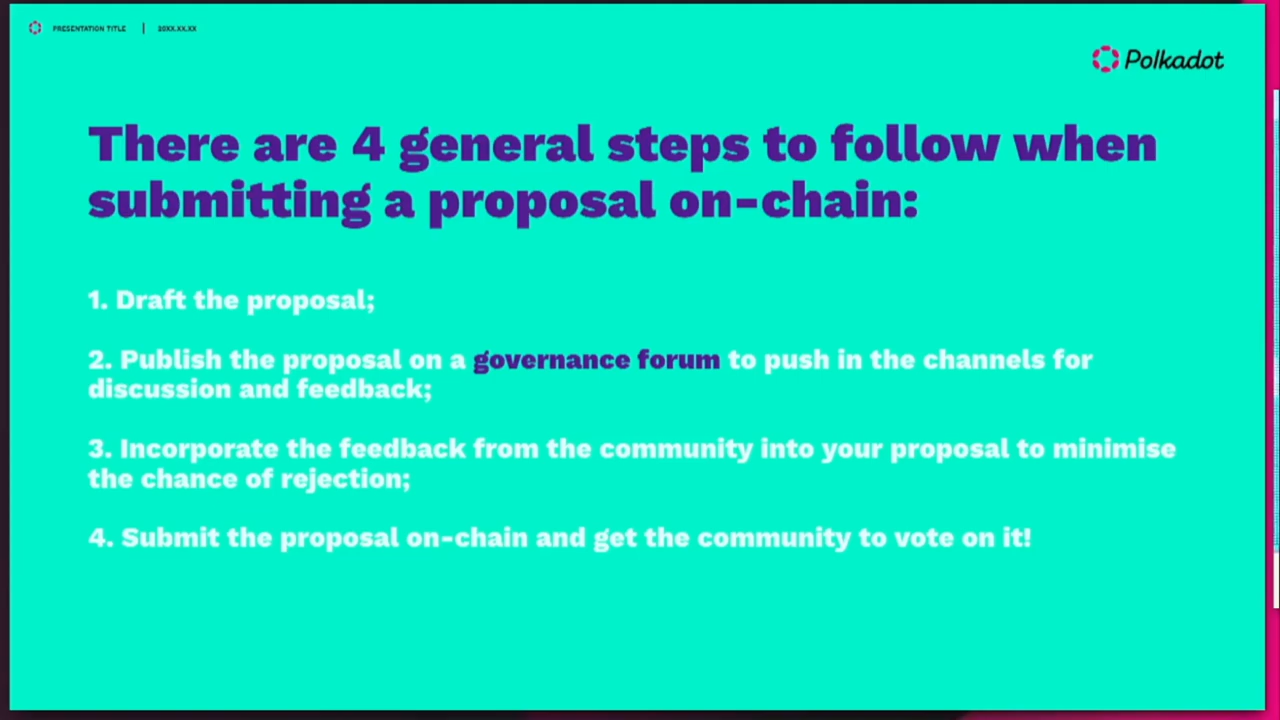 PRESENTATION TITLE | 20XX.XX.XX
Polkadot
There are 4 general steps to follow when
submitting a proposal on-chain:
1. Draft the proposal;
2. Publish the proposal on a governance forum to push in the channels for
discussion and feedback;
3. Incorporate the feedback from the community into your proposal to minimise
the chance of rejection;
4. Submit the proposal on-chain and get the community to vote on it!